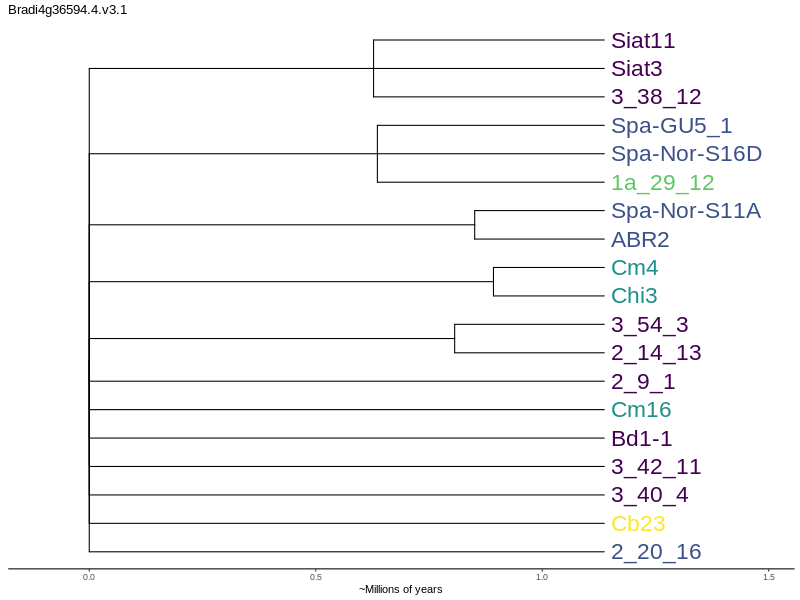 Bradi4g36594.4.v3.1
Siat11
Siat3
3_38_12
Spa-GU5_1
Spa-Nor-S16D
1a_29_12
Spa-Nor-S11A
ABR2
Cm4
Chi3
3_54_3
2_14_13
2_9_1
Cm16
Bd1-1
3_42_11
3_40_4
Cb23
2_20_16
0.0 0.5 1.0 1.5
~Millions of years